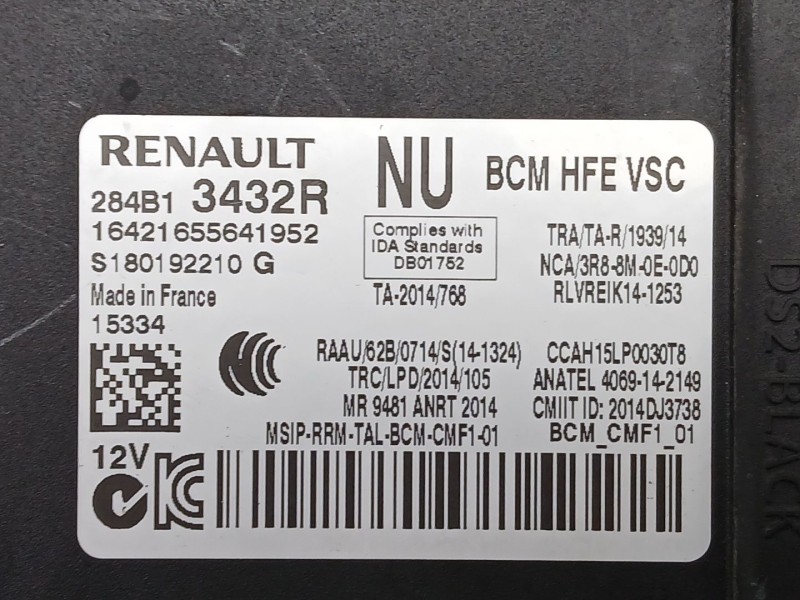 RENAULT
284B1 3432R
16421655641952
S180192210 G
Made in France
15334
NU
BCM HFE VSC
Complies with
IDA Standards
DB01752
TRA/TA-R/1939/14
NCA/3R8-8M-0E-0D0
TA-2014/768
RLVREIK14-1253
RAAU/62B/0714/S(14-1324)
CCAH15LP0030T8
TRC/LPD/2014/105
ANATEL 4069-14-2149
MR 9481 ANRT 2014
CMIIT ID: 2014DJ3738
MSIP-RRM-TAL-BCM-CMF1-01
BCM_CMF1_01
12V
DS2-BLACK